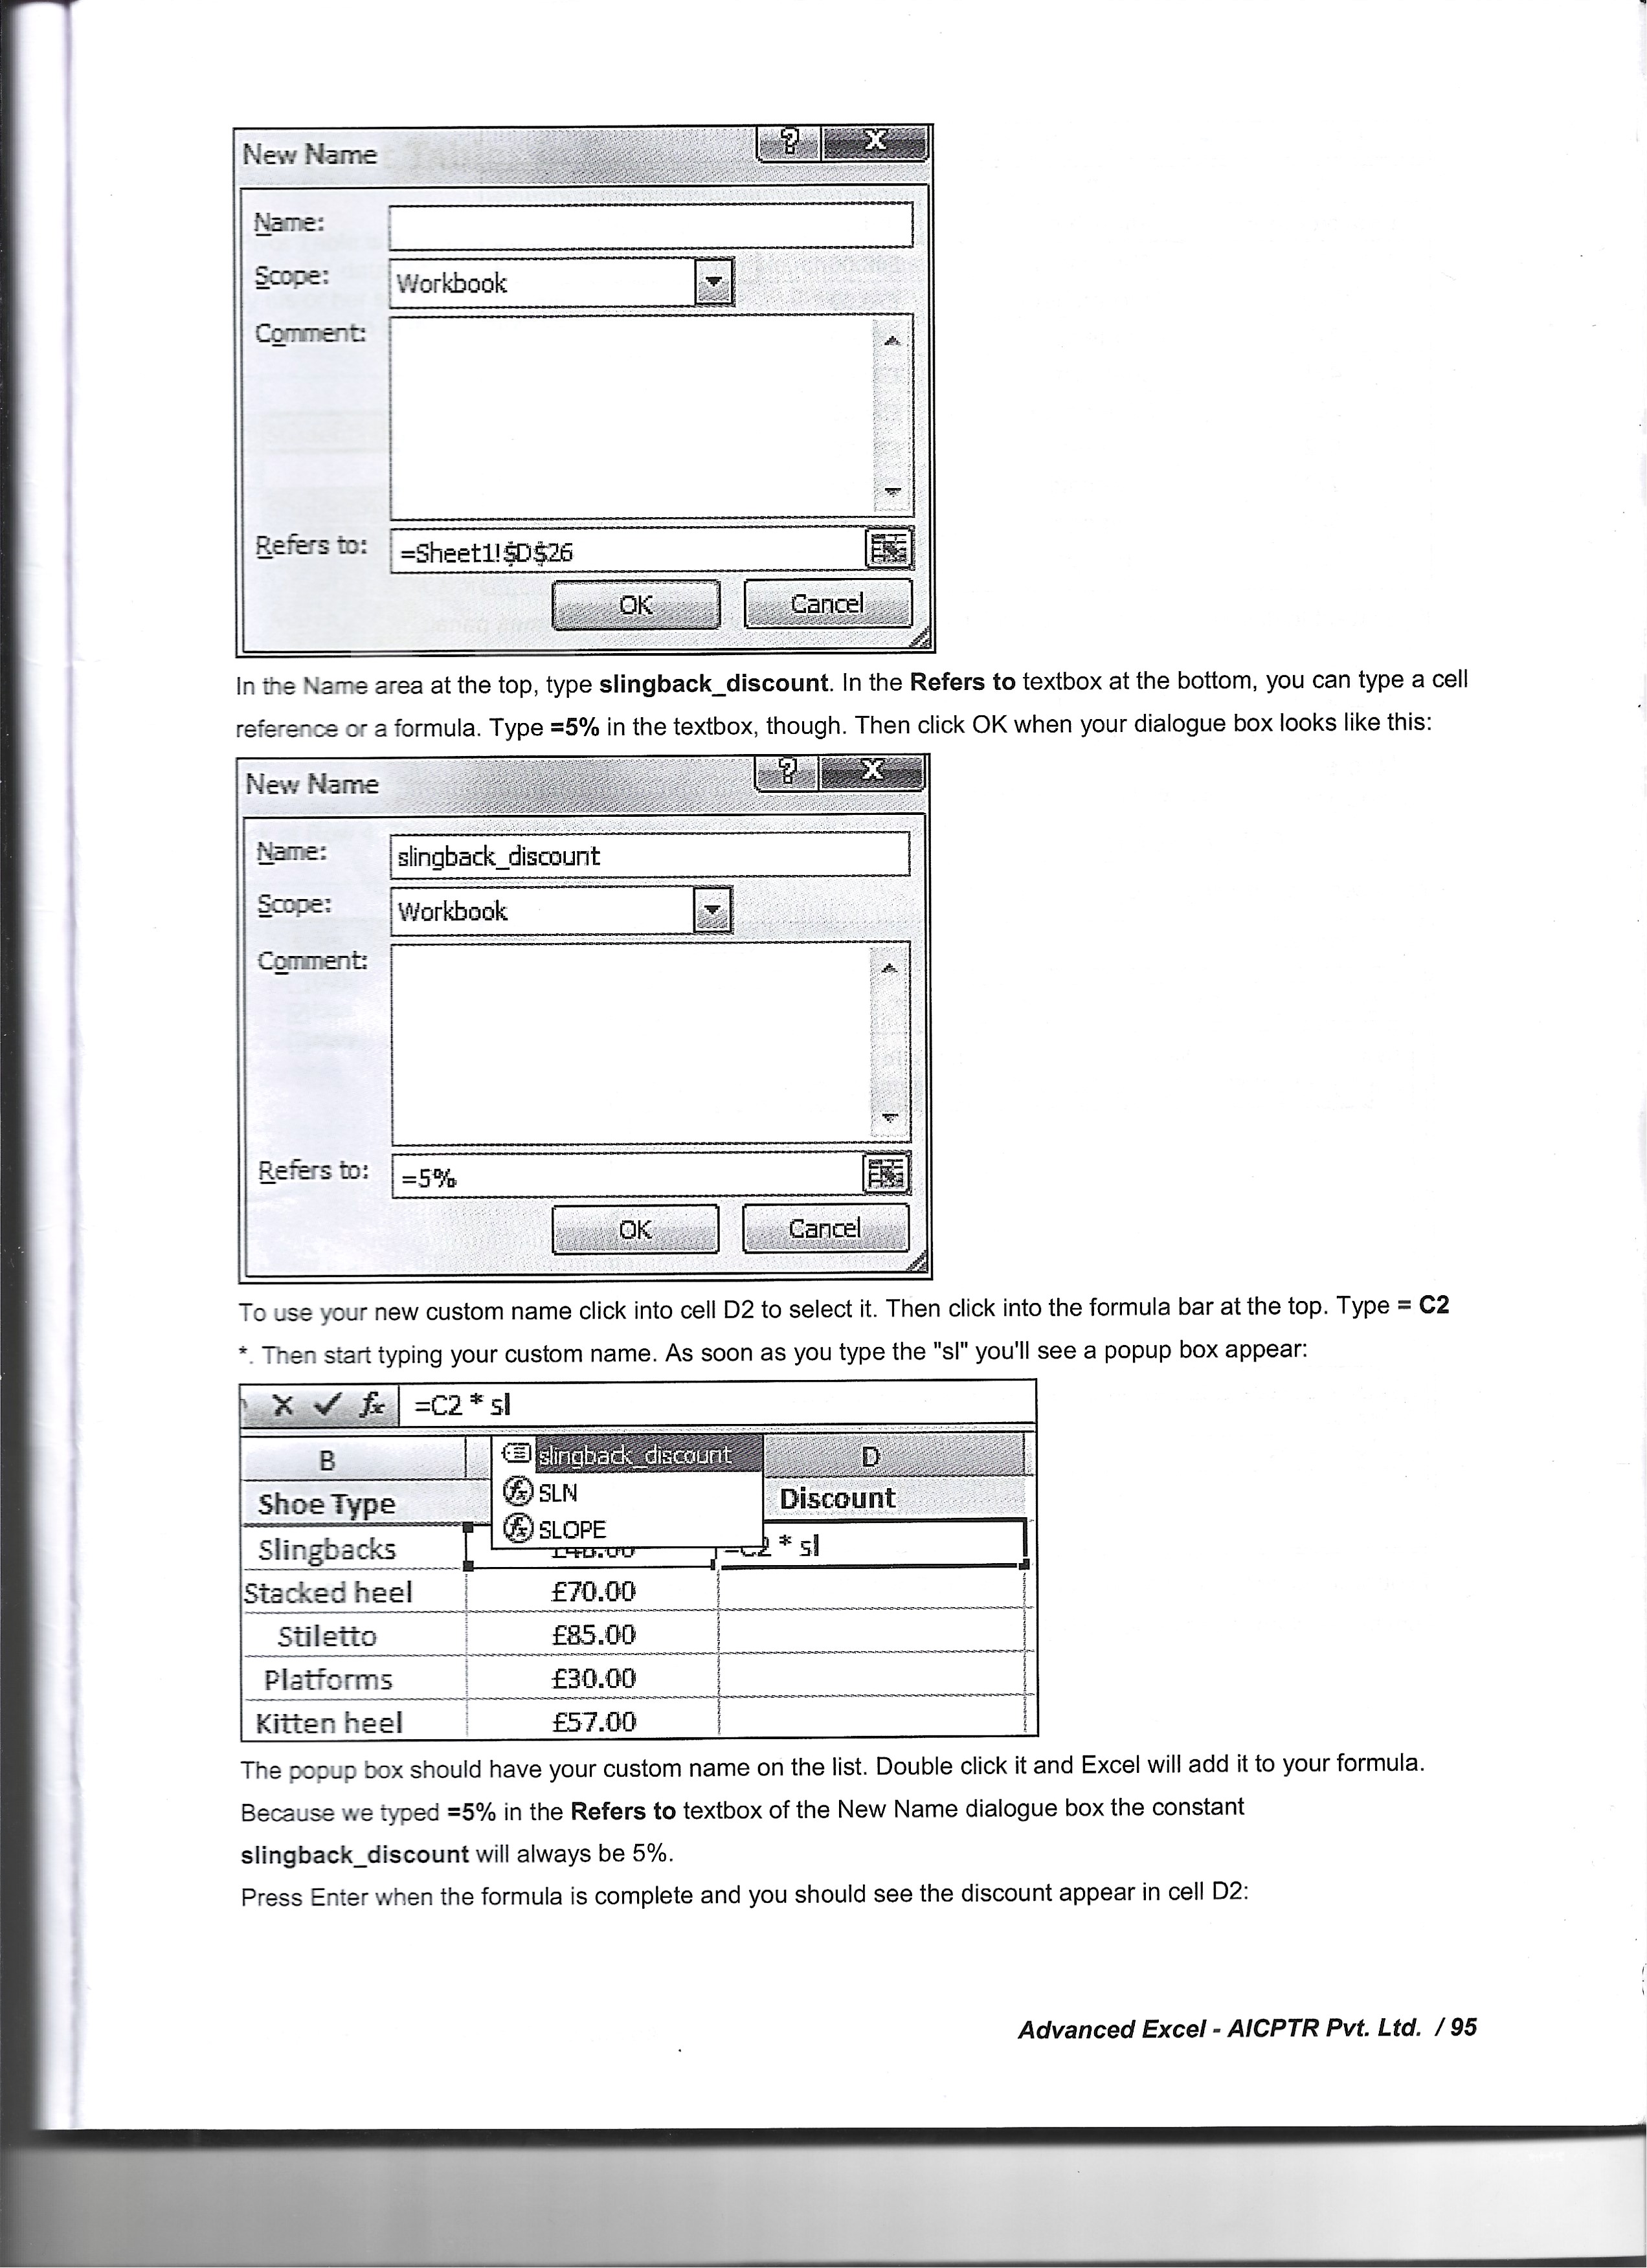 New Name
?
X
Name:
Scope: Workbook
Comment:
Refers to: =Sheet1!$D$26
OK Cancel
In the Name area at the top, type slingback_discount. In the Refers to textbox at the bottom, you can type a cell
reference or a formula. Type =5% in the textbox, though. Then click OK when your dialogue box looks like this:
New Name
?
X
Name: slingback_discount
Scope: Workbook
Comment:
Refers to: =5%
OK Cancel
To use your new custom name click into cell D2 to select it. Then click into the formula bar at the top. Type = C2
*. Then start typing your custom name. As soon as you type the "sl" you'll see a popup box appear:
X ✓ fx =C2 * sl
B slingback_discount D
fx SLN
Shoe Type Discount
fx SLOPE
Slingbacks =C2 * sl
Stacked heel £70.00
Stiletto £85.00
Platforms £30.00
Kitten heel £57.00
The popup box should have your custom name on the list. Double click it and Excel will add it to your formula.
Because we typed =5% in the Refers to textbox of the New Name dialogue box the constant
slingback_discount will always be 5%.
Press Enter when the formula is complete and you should see the discount appear in cell D2:
Advanced Excel - AICPTR Pvt. Ltd. / 95